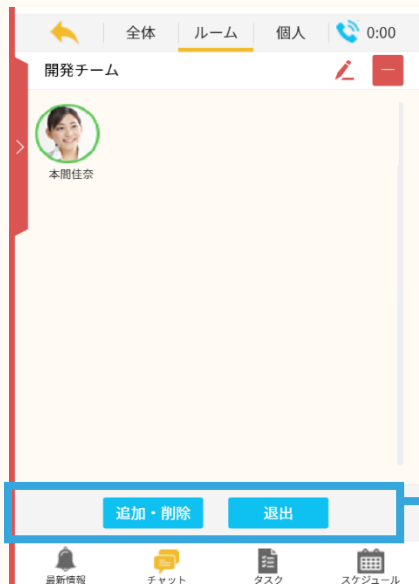 全体 ルーム 個人 0:00
開発チーム
本間佳奈
追加・削除 退出
最新情報 チャット タスク スケジュール